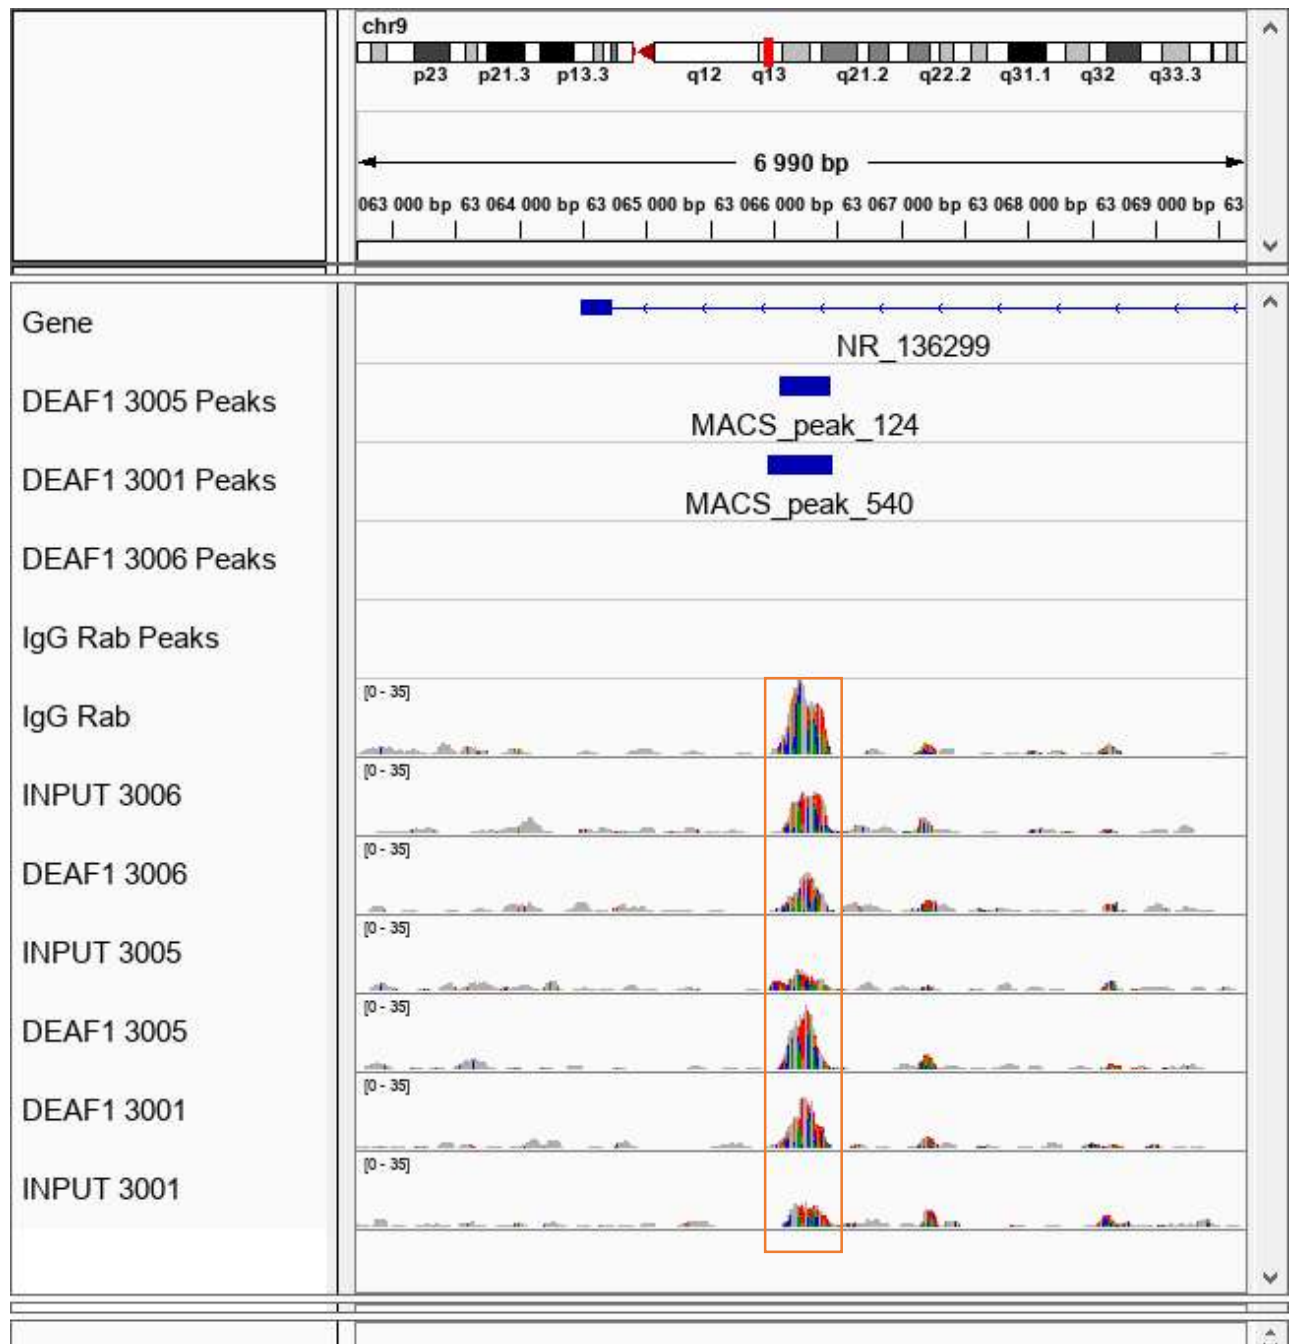 chr9
p23 p21.3 p13.3 q12 q13 q21.2 q22.2 q31.1 q32 q33.3
6 990 bp
063 000 bp 63 064 000 bp 63 065 000 bp 63 066 000 bp 63 067 000 bp 63 068 000 bp 63 069 000 bp 63
Gene
NR_136299
DEAF1 3005 Peaks
MACS_peak_124
DEAF1 3001 Peaks
MACS_peak_540
DEAF1 3006 Peaks
IgG Rab Peaks
[0 - 35]
IgG Rab
[0 - 35]
INPUT 3006
[0 - 35]
DEAF1 3006
[0 - 35]
INPUT 3005
[0 - 35]
DEAF1 3005
[0 - 35]
DEAF1 3001
[0 - 35]
INPUT 3001